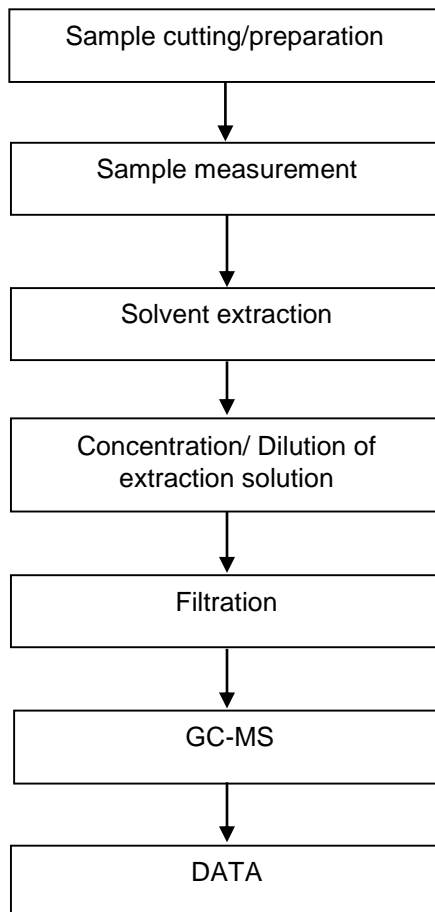 Sample cutting/preparation
Sample measurement
Solvent extraction
Concentration/ Dilution of
extraction solution
Filtration
GC-MS
DATA